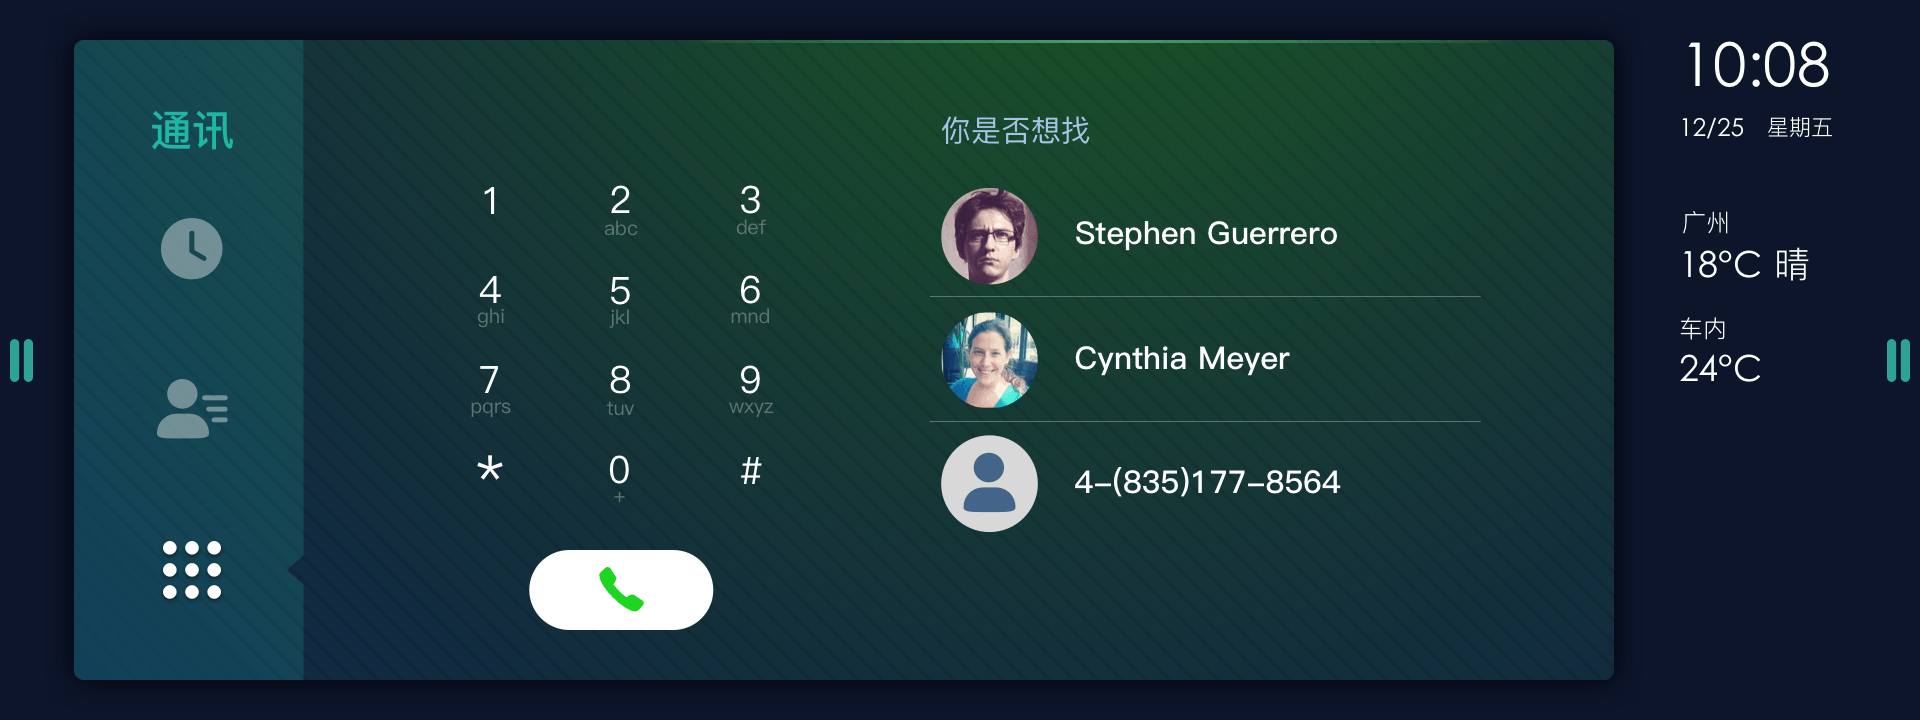 通讯
1
2
abc
3
def
4
ghi
5
jkl
6
mnd
7
pqrs
8
tuv
9
wxyz
*
0
+
#
你是否想找
Stephen Guerrero
Cynthia Meyer
4-(835)177-8564
10:08
12/25 星期五
广州
18°C 晴
车内
24°C